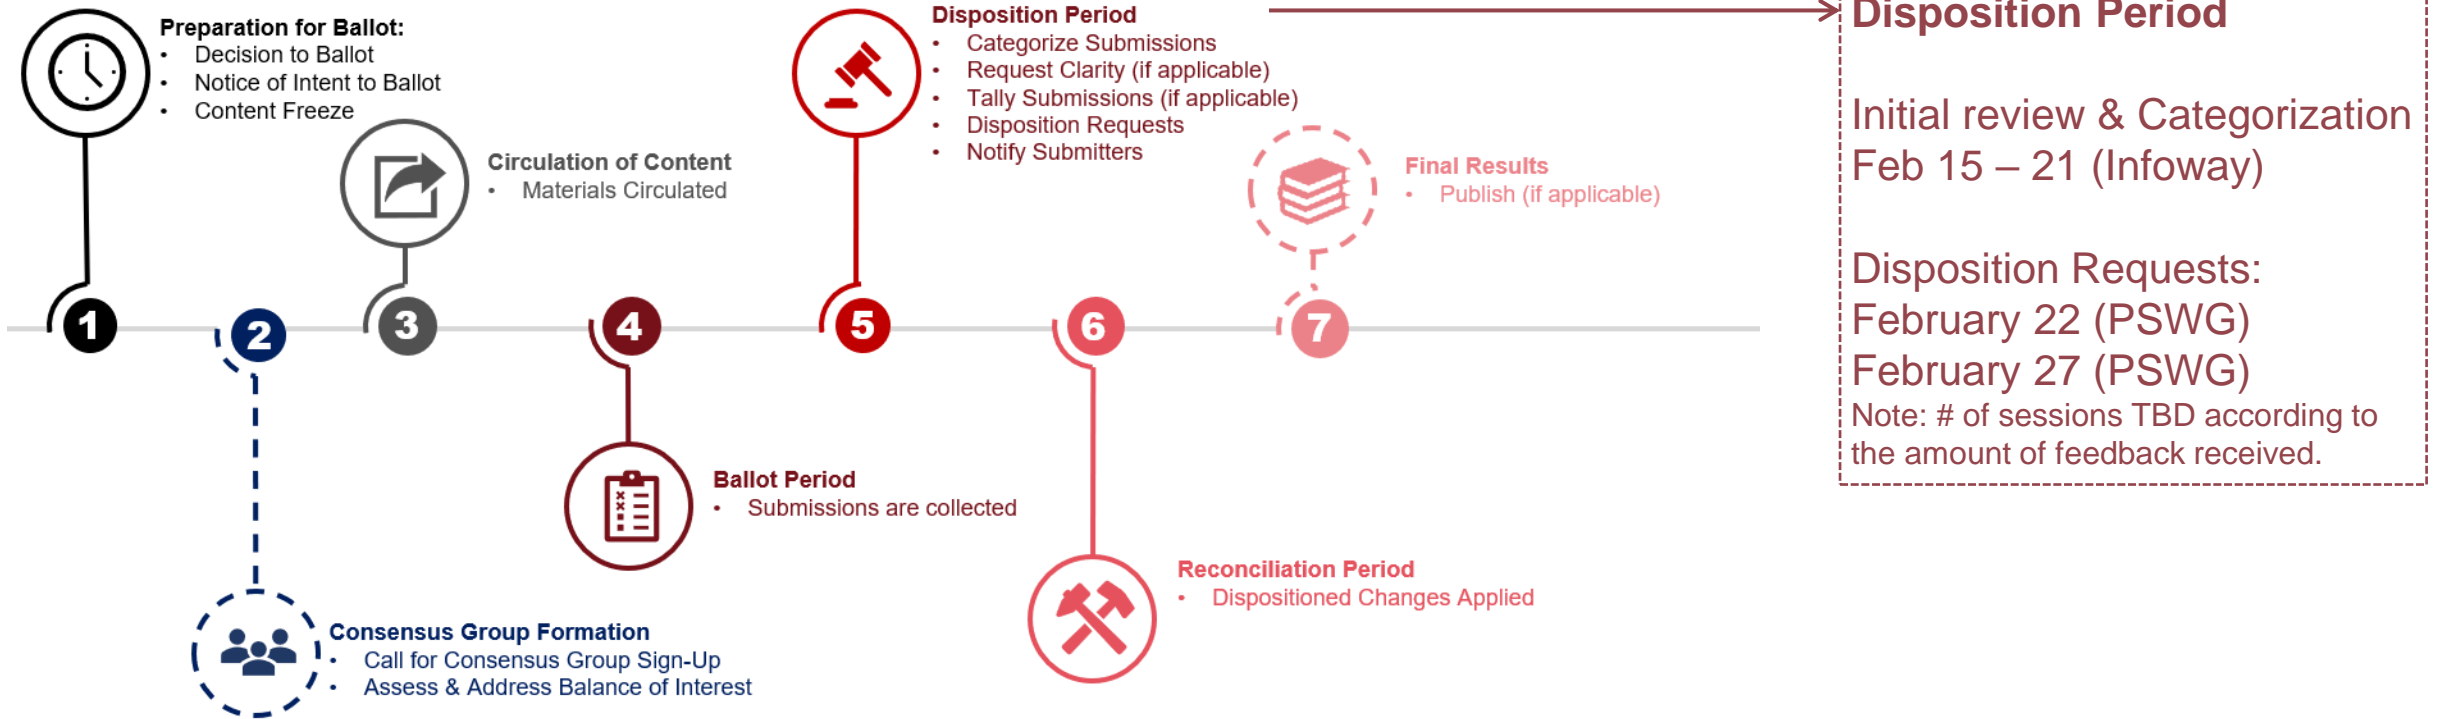 Preparation for Ballot:
• Decision to Ballot
• Notice of Intent to Ballot
• Content Freeze
Circulation of Content
• Materials Circulated
Disposition Period
• Categorize Submissions
• Request Clarity (if applicable)
• Tally Submissions (if applicable)
• Disposition Requests
• Notify Submitters
Final Results
• Publish (if applicable)
1
2
3
4
5
6
7
Ballot Period
• Submissions are collected
Reconciliation Period
• Dispositioned Changes Applied
Consensus Group Formation
• Call for Consensus Group Sign-Up
• Assess & Address Balance of Interest
Disposition Period
Initial review & Categorization
Feb 15 – 21 (Infoway)
Disposition Requests:
February 22 (PSWG)
February 27 (PSWG)
Note: # of sessions TBD according to
the amount of feedback received.